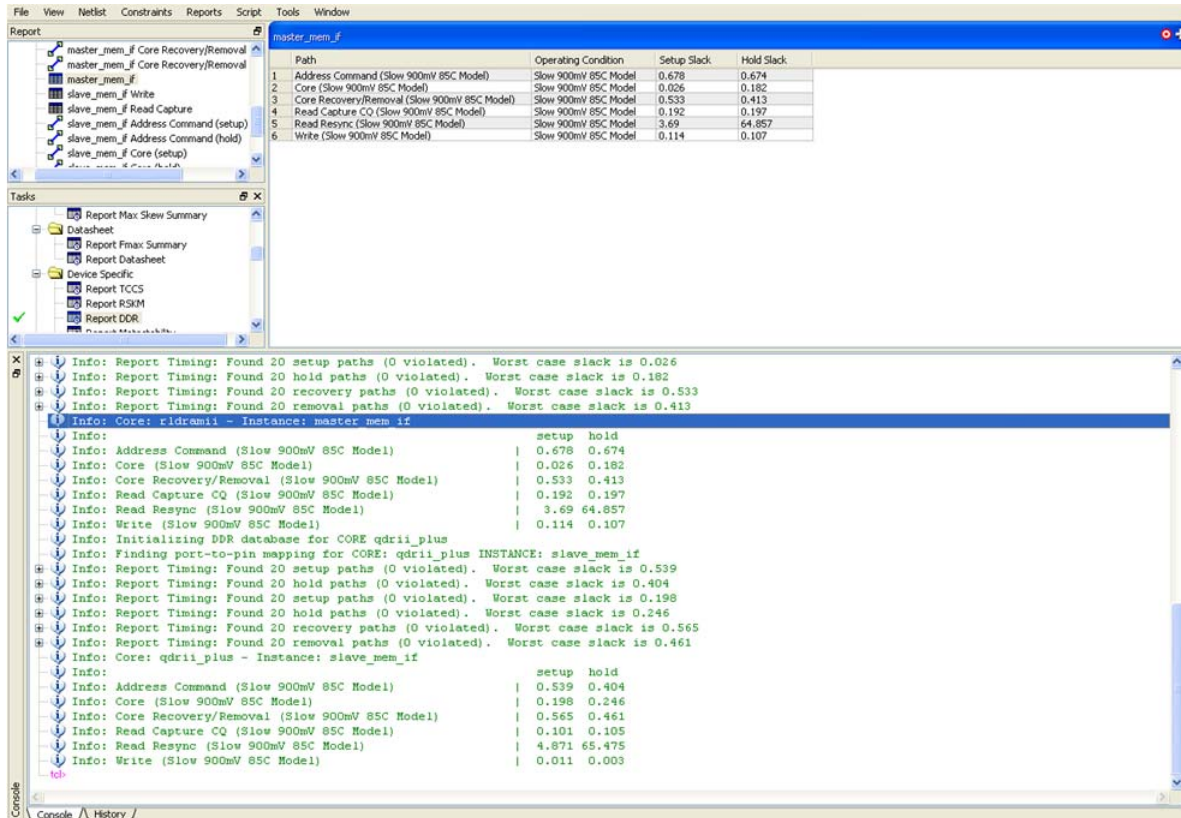 File View Netlist Constraints Reports Script Tools Window
Report
master_mem_if Core Recovery/Removal
master_mem_if Core Recovery/Removal
master_mem_if
slave_mem_if Write
slave_mem_if Read Capture
slave_mem_if Address Command (setup)
slave_mem_if Address Command (hold)
slave_mem_if Core (setup)
slave_mem_if Core (hold)
Tasks
Report Max Skew Summary
Datasheet
Report Fmax Summary
Report Datasheet
Device Specific
Report TCCS
Report RSKM
Report DDR
Report Metastability
master_mem_if
Path Operating Condition Setup Slack Hold Slack
1 Address Command (Slow 900mV 85C Model) Slow 900mV 85C Model 0.678 0.674
2 Core (Slow 900mV 85C Model) Slow 900mV 85C Model 0.026 0.182
3 Core Recovery/Removal (Slow 900mV 85C Model) Slow 900mV 85C Model 0.533 0.413
4 Read Capture CQ (Slow 900mV 85C Model) Slow 900mV 85C Model 0.192 0.197
5 Read Resync (Slow 900mV 85C Model) Slow 900mV 85C Model 3.69 64.857
6 Write (Slow 900mV 85C Model) Slow 900mV 85C Model 0.114 0.107
Info: Report Timing: Found 20 setup paths (0 violated). Worst case slack is 0.026
Info: Report Timing: Found 20 hold paths (0 violated). Worst case slack is 0.182
Info: Report Timing: Found 20 recovery paths (0 violated). Worst case slack is 0.533
Info: Report Timing: Found 20 removal paths (0 violated). Worst case slack is 0.413
Info: Core: rldramii - Instance: master_mem_if
Info: setup hold
Info: Address Command (Slow 900mV 85C Model) | 0.678 0.674
Info: Core (Slow 900mV 85C Model) | 0.026 0.182
Info: Core Recovery/Removal (Slow 900mV 85C Model) | 0.533 0.413
Info: Read Capture CQ (Slow 900mV 85C Model) | 0.192 0.197
Info: Read Resync (Slow 900mV 85C Model) | 3.69 64.857
Info: Write (Slow 900mV 85C Model) | 0.114 0.107
Info: Initializing DDR database for CORE qdrii_plus
Info: Finding port-to-pin mapping for CORE: qdrii_plus INSTANCE: slave_mem_if
Info: Report Timing: Found 20 setup paths (0 violated). Worst case slack is 0.539
Info: Report Timing: Found 20 hold paths (0 violated). Worst case slack is 0.404
Info: Report Timing: Found 20 setup paths (0 violated). Worst case slack is 0.198
Info: Report Timing: Found 20 hold paths (0 violated). Worst case slack is 0.246
Info: Report Timing: Found 20 recovery paths (0 violated). Worst case slack is 0.565
Info: Report Timing: Found 20 removal paths (0 violated). Worst case slack is 0.461
Info: Core: qdrii_plus - Instance: slave_mem_if
Info: setup hold
Info: Address Command (Slow 900mV 85C Model) | 0.539 0.404
Info: Core (Slow 900mV 85C Model) | 0.198 0.246
Info: Core Recovery/Removal (Slow 900mV 85C Model) | 0.565 0.461
Info: Read Capture CQ (Slow 900mV 85C Model) | 0.101 0.105
Info: Read Resync (Slow 900mV 85C Model) | 4.871 65.475
Info: Write (Slow 900mV 85C Model) | 0.011 0.003
tcl>
Console
Console History